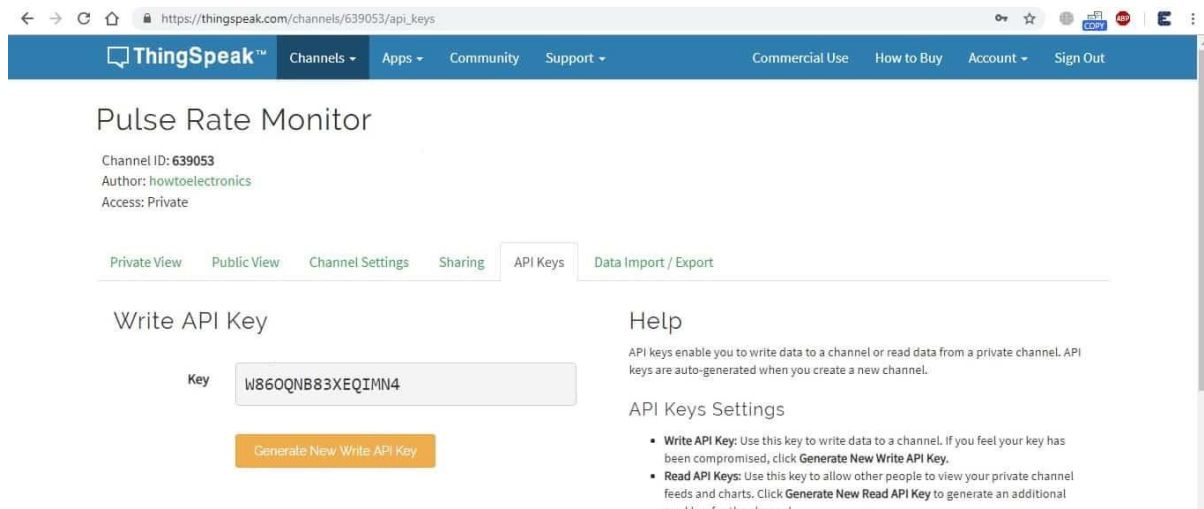 https://thingspeak.com/channels/639053/api_keys
COPY
ABP
E
ThingSpeak™ Channels Apps Community Support Commercial Use How to Buy Account Sign Out
Pulse Rate Monitor
Channel ID: 639053
Author: howtoelectronics
Access: Private
Private View Public View Channel Settings Sharing API Keys Data Import / Export
Write API Key
Key W86OQNB83XEQIMN4
Generate New Write API Key
Help
API keys enable you to write data to a channel or read data from a private channel. API
keys are auto-generated when you create a new channel.
API Keys Settings
• Write API Key: Use this key to write data to a channel. If you feel your key has
been compromised, click Generate New Write API Key.
• Read API Keys: Use this key to allow other people to view your private channel
feeds and charts. Click Generate New Read API Key to generate an additional